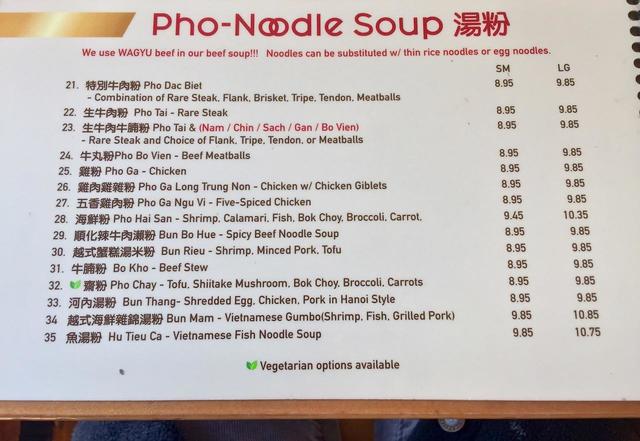 Pho-Noodle Soup 湯粉
We use WAGYU beef in our beef soup!!! Noodles can be substituted w/ thin rice noodles or egg noodles.
SM LG
21. 特別牛肉粉 Pho Dac Biet 8.95 9.85
- Combination of Rare Steak, Flank, Brisket, Tripe, Tendon, Meatballs
22. 生牛肉粉 Pho Tai - Rare Steak 8.95 9.85
23. 生牛肉牛腩粉 Pho Tai & (Nam / Chin / Sach / Gan / Bo Vien) 8.95 9.85
- Rare Steak and Choice of Flank, Tripe, Tendon, or Meatballs
24. 牛丸粉Pho Bo Vien - Beef Meatballs 8.95 9.85
25. 雞粉 Pho Ga - Chicken 8.95 9.85
26. 雞肉雞雜粉 Pho Ga Long Trung Non - Chicken w/ Chicken Giblets 8.95 9.85
27. 五香雞肉粉 Pho Ga Ngu Vi - Five-Spiced Chicken 8.95 9.85
28. 海鮮粉 Pho Hai San - Shrimp, Calamari, Fish, Bok Choy, Broccoli, Carrot, 9.45 10.35
29. 順化辣牛肉瀨粉 Bun Bo Hue - Spicy Beef Noodle Soup 8.95 9.85
30. 越式蟹糕湯米粉 Bun Rieu - Shrimp, Minced Pork, Tofu 8.95 9.85
31. 牛腩粉 Bo Kho - Beef Stew 8.95 9.85
32. 齋粉 Pho Chay - Tofu, Shiitake Mushroom, Bok Choy, Broccoli, Carrots 8.95 9.85
33. 河內湯粉 Bun Thang- Shredded Egg, Chicken, Pork in Hanoi Style 8.95 9.85
34 越式海鮮雜錦湯粉 Bun Mam - Vietnamese Gumbo(Shrimp, Fish, Grilled Pork) 9.85 10.85
35 魚湯粉 Hu Tieu Ca - Vietnamese Fish Noodle Soup 9.85 10.75
Vegetarian options available